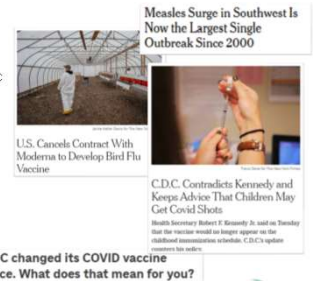 Measles Surge in Southwest Is
Now the Largest Single
Outbreak Since 2000
U.S. Cancels Contract With
Moderna to Develop Bird Flu
Vaccine
C.D.C. Contradicts Kennedy and
Keeps Advice That Children May
Get Covid Shots
Health Secretary Robert F. Kennedy Jr. said on Tuesday
that the vaccine would no longer appear on the
childhood immunization schedule. C.D.C.'s update
counters his policy.
C changed its COVID vaccine
ce. What does that mean for you?